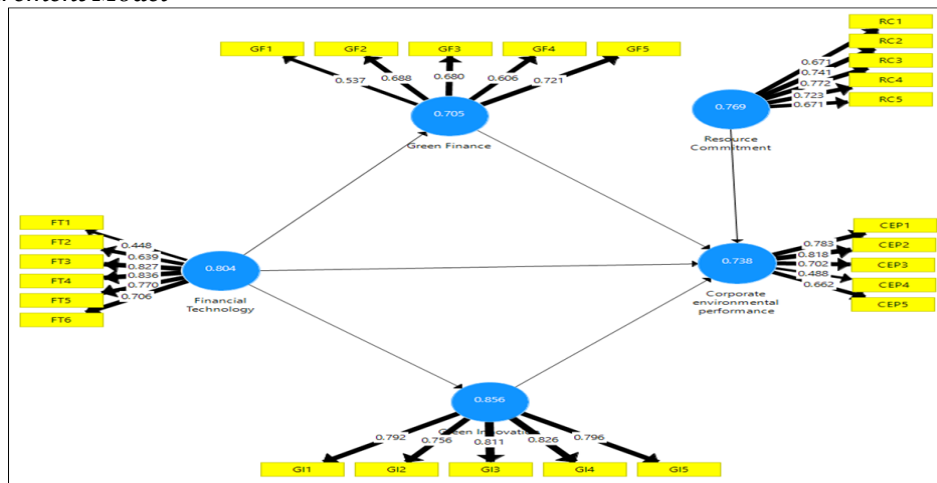 GF1 GF2 GF3 GF4 GF5
0.537 0.688 0.680 0.606 0.721
0.705
Green Finance
RC1
RC2
RC3
RC4
RC5
0.671
0.741
0.772
0.723
0.671
0.769
Resource
Commitment
FT1
FT2
FT3
FT4
FT5
FT6
0.448
0.639
0.827
0.836
0.770
0.706
0.804
Financial
Technology
0.738
Corporate
environmental
performance
0.783
0.818
0.702
0.488
0.662
CEP1
CEP2
CEP3
CEP4
CEP5
0.856
Green Innovation
0.792 0.756 0.811 0.826 0.796
GI1 GI2 GI3 GI4 GI5